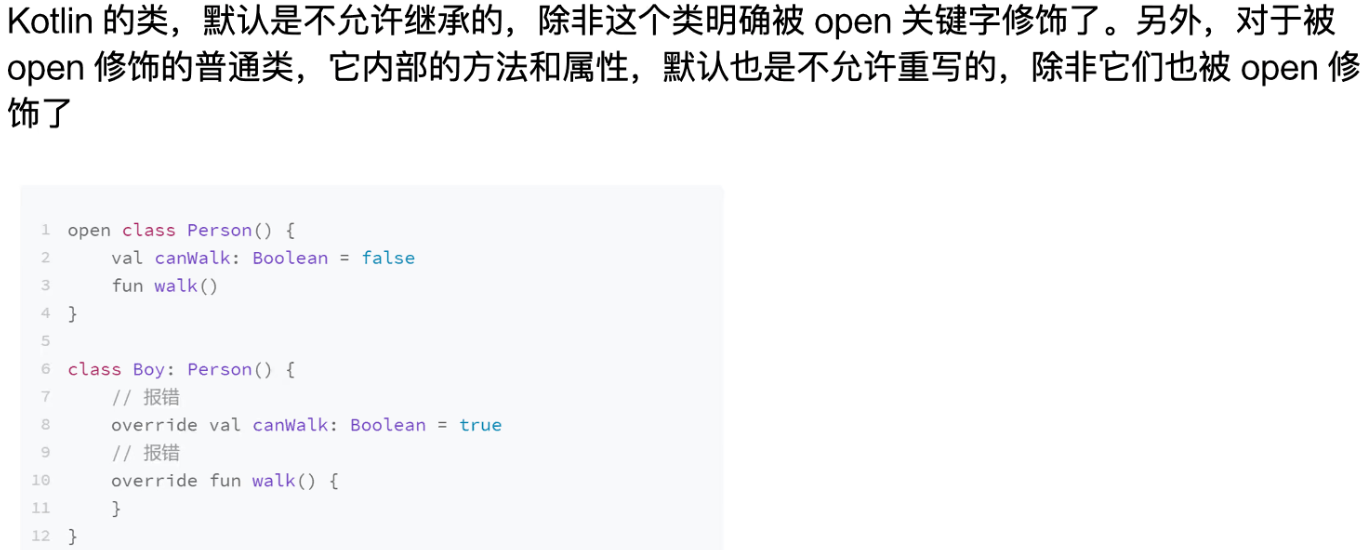 Kotlin 的类，默认是不允许继承的，除非这个类明确被 open 关键字修饰了。另外，对于被
open 修饰的普通类，它内部的方法和属性，默认也是不允许重写的，除非它们也被 open 修
饰了
1 open class Person() {
2     val canWalk: Boolean = false
3     fun walk()
4 }
5
6 class Boy: Person() {
7     // 报错
8     override val canWalk: Boolean = true
9     // 报错
10     override fun walk() {
11     }
12 }